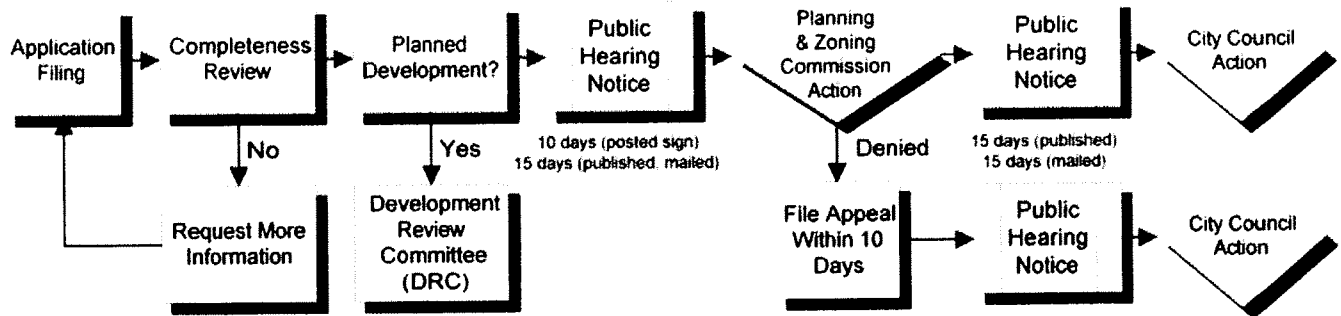 Application
Filing
Completeness
Review
Planned
Development?
Public
Hearing
Notice
Planning
& Zoning
Commission
Action
Public
Hearing
Notice
City Council
Action
10 days (posted sign)
15 days (published, mailed)
15 days (published)
15 days (mailed)
No
Yes
Denied
Request More
Information
Development
Review
Committee
(DRC)
File Appeal
Within 10
Days
Public
Hearing
Notice
City Council
Action